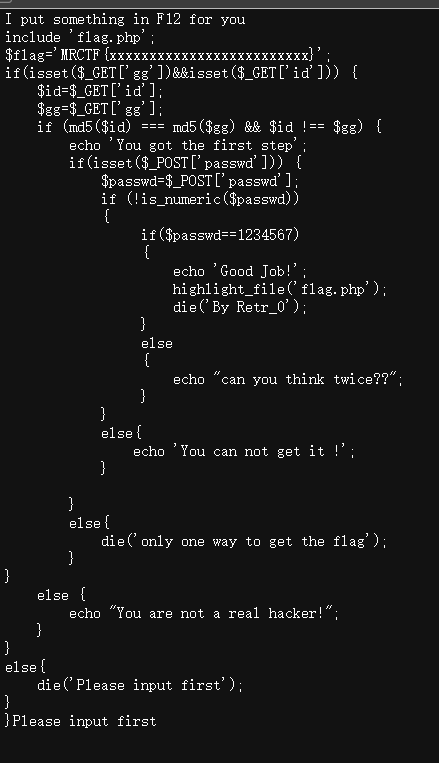 I put something in F12 for you
include 'flag.php';
$flag='MRCTF{xxxxxxxxxxxxxxxxxxxxxxxxx}';
if(isset($_GET['gg'])&&isset($_GET['id'])) {
    $id=$_GET['id'];
    $gg=$_GET['gg'];
    if (md5($id) === md5($gg) && $id !== $gg) {
        echo 'You got the first step';
        if(isset($_POST['passwd'])) {
            $passwd=$_POST['passwd'];
            if (!is_numeric($passwd))
            {
                 if($passwd==1234567)
                 {
                     echo 'Good Job!';
                     highlight_file('flag.php');
                     die('By Retr_0');
                 }
                 else
                 {
                     echo "can you think twice??";
                 }
            }
            else{
                echo 'You can not get it !';
            }

        }
        else{
            die('only one way to get the flag');
        }
}
    else {
        echo "You are not a real hacker!";
    }
}
else{
    die('Please input first');
}
}Please input first